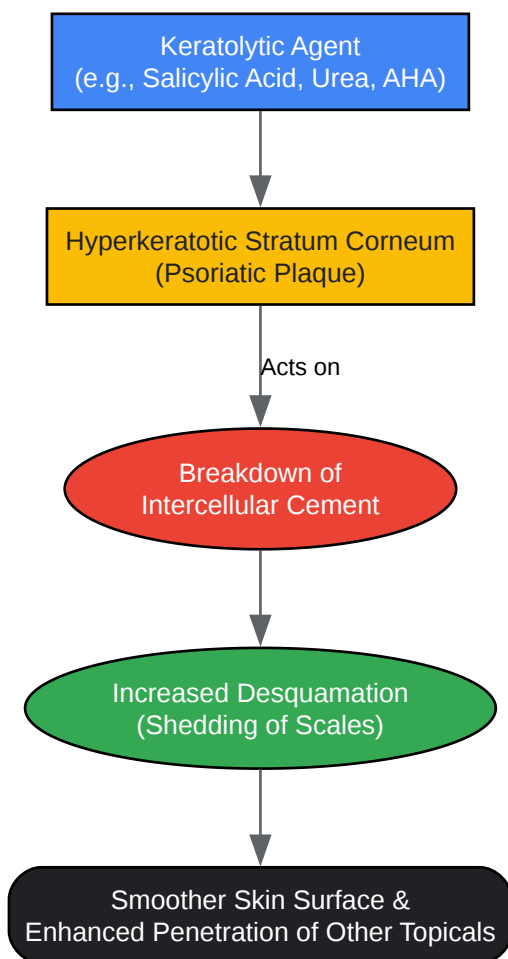 Keratolytic Agent
(e.g., Salicylic Acid, Urea, AHA)
Hyperkeratotic Stratum Corneum
(Psoriatic Plaque)
Acts on
Breakdown of
Intercellular Cement
Increased Desquamation
(Shedding of Scales)
Smoother Skin Surface &
Enhanced Penetration of Other Topicals